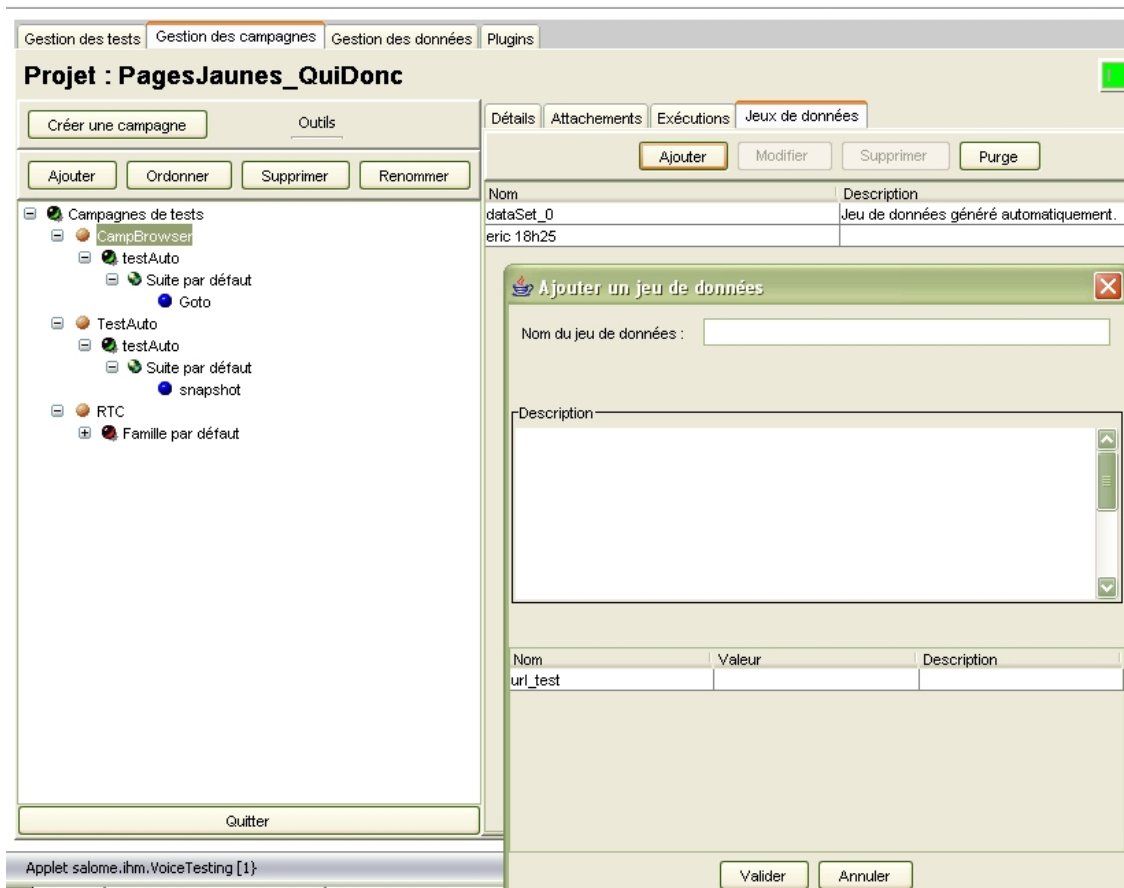 Gestion des tests Gestion des campagnes Gestion des données Plugins
Projet : PagesJaunes_QuiDonc
Créer une campagne Outils
Ajouter Ordonner Supprimer Renommer
Campagnes de tests
CampBrowser
testAuto
Suite par défaut
Goto
TestAuto
testAuto
Suite par défaut
snapshot
RTC
Famille par défaut
Quitter
Détails Attachements Exécutions Jeux de données
Ajouter Modifier Supprimer Purge
Nom Description
dataSet_0 Jeu de données généré automatiquement.
eric 18h25
Ajouter un jeu de données
Nom du jeu de données :
Description
Nom Valeur Description
url_test
Valider Annuler
Applet salome.ihm.VoiceTesting [1}